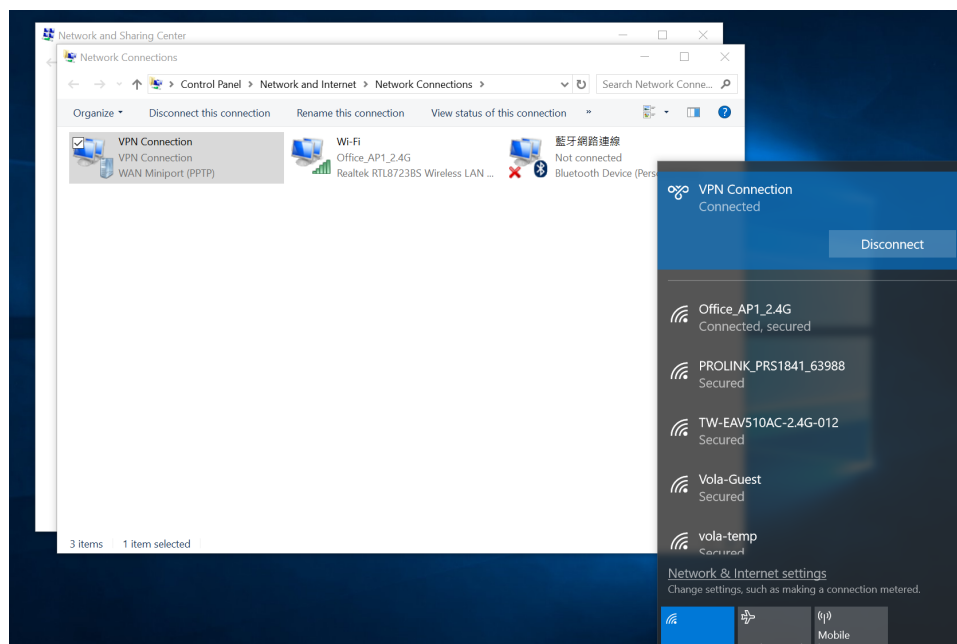 Network and Sharing Center
Network Connections
Control Panel > Network and Internet > Network Connections >
Search Network Conne...
Organize
Disconnect this connection
Rename this connection
View status of this connection
»
VPN Connection
VPN Connection
WAN Miniport (PPTP)
Wi-Fi
Office_AP1_2.4G
Realtek RTL8723BS Wireless LAN ...
藍牙網路連線
Not connected
Bluetooth Device (Pers
3 items
1 item selected
VPN Connection
Connected
Disconnect
Office_AP1_2.4G
Connected, secured
PROLINK_PRS1841_63988
Secured
TW-EAV510AC-2.4G-012
Secured
Vola-Guest
Secured
vola-temp
Secured
Network & Internet settings
Change settings, such as making a connection metered.
Mobile